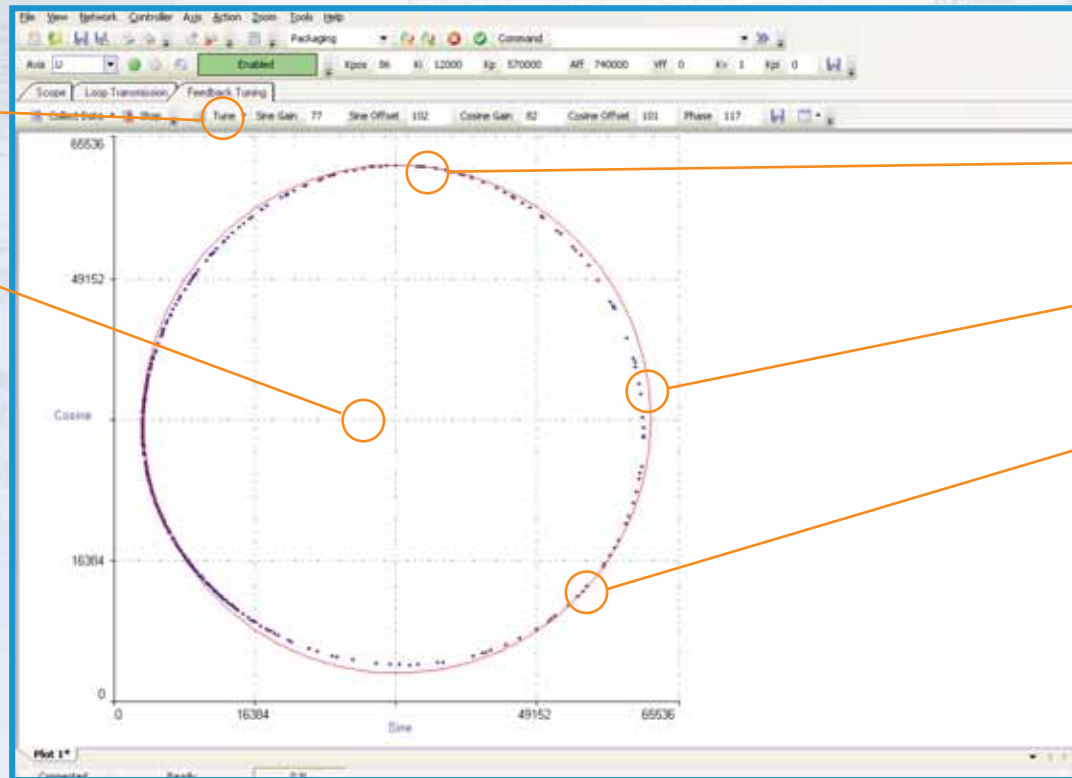 File View Network Controller Axis Action Zoom Tools Help
Packaging Command
Axis U Enabled Kpos 86 Ki 12000 Kp 570000 Aff 740000 Vff 0 Kv 1 Kpi 0
Scope Loop Transmission Feedback Tuning
Collect Data Stop Tune Sine Gain 77 Sine Offset 102 Cosine Gain 82 Cosine Offset 101 Phase 117
65536
49152
Cosine
16384
0
0 16384 49152 65536
Sine
Plot 1*
Connected Ready